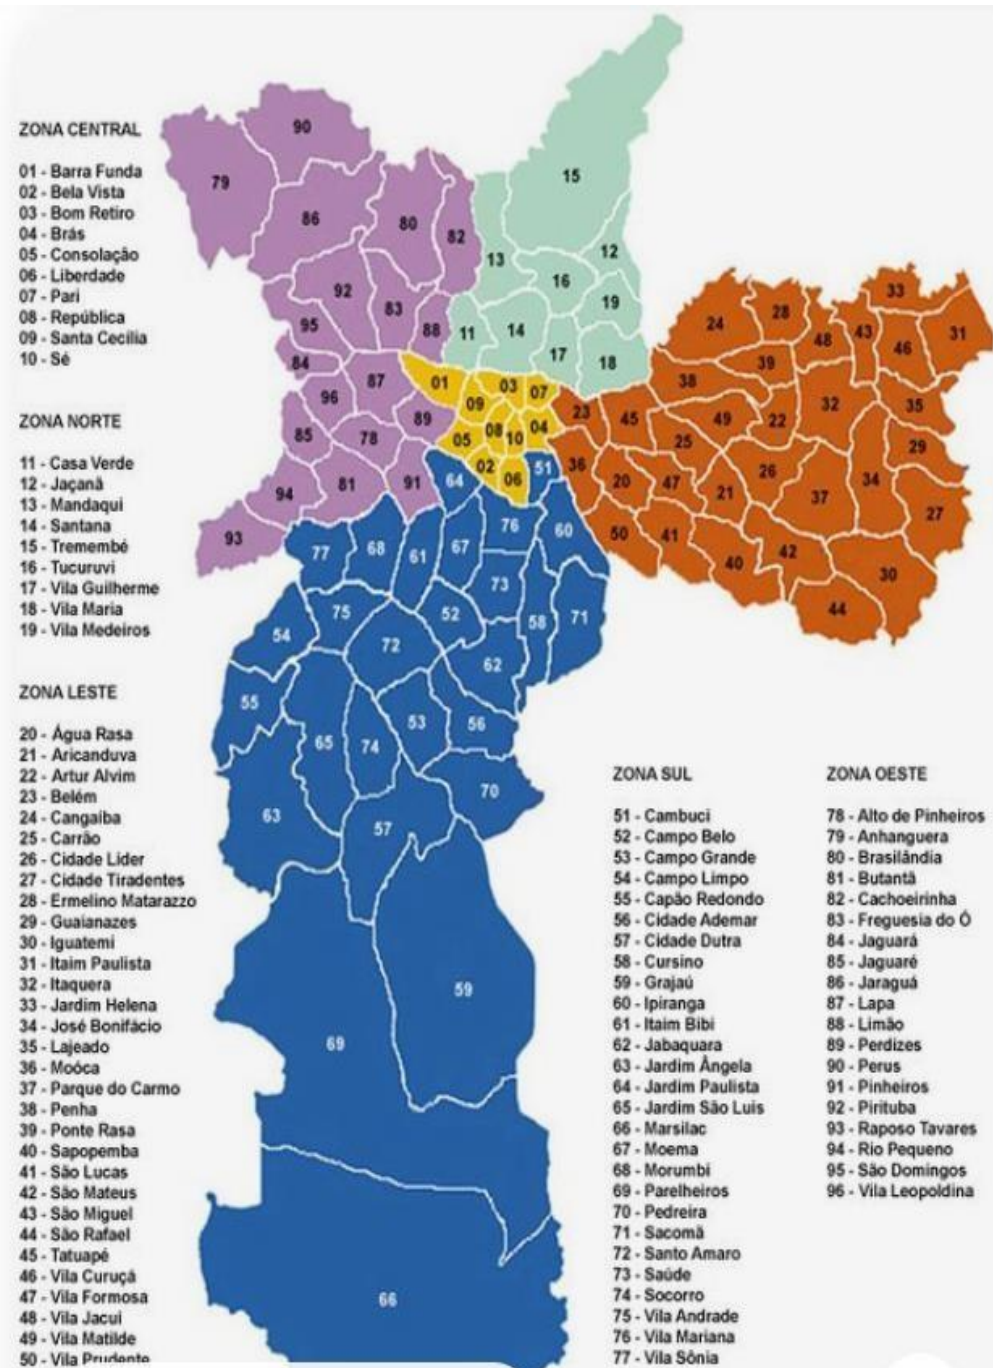 ZONA CENTRAL
01 - Barra Funda
02 - Bela Vista
03 - Bom Retiro
04 - Brás
05 - Consolação
06 - Liberdade
07 - Pari
08 - República
09 - Santa Cecília
10 - Sé
ZONA NORTE
11 - Casa Verde
12 - Jaçanã
13 - Mandaqui
14 - Santana
15 - Tremembé
16 - Tucuruvi
17 - Vila Guilherme
18 - Vila Maria
19 - Vila Medeiros
ZONA LESTE
20 - Água Rasa
21 - Aricanduva
22 - Artur Alvim
23 - Belém
24 - Cangaiba
25 - Carrão
26 - Cidade Líder
27 - Cidade Tiradentes
28 - Ermelino Matarazzo
29 - Guaianazes
30 - Iguatemi
31 - Itaim Paulista
32 - Itaquera
33 - Jardim Helena
34 - José Bonifácio
35 - Lajeado
36 - Moóca
37 - Parque do Carmo
38 - Penha
39 - Ponte Rasa
40 - Sapopemba
41 - São Lucas
42 - São Mateus
43 - São Miguel
44 - São Rafael
45 - Tatuapé
46 - Vila Curuçá
47 - Vila Formosa
48 - Vila Jacui
49 - Vila Matilde
50 - Vila Prudente
ZONA SUL
51 - Cambuci
52 - Campo Belo
53 - Campo Grande
54 - Campo Limpo
55 - Capão Redondo
56 - Cidade Ademar
57 - Cidade Dutra
58 - Cursino
59 - Grajaú
60 - Ipiranga
61 - Itaim Bibi
62 - Jabaquara
63 - Jardim Ângela
64 - Jardim Paulista
65 - Jardim São Luis
66 - Marsilac
67 - Moema
68 - Morumbi
69 - Parelheiros
70 - Pedreira
71 - Sacomã
72 - Santo Amaro
73 - Saúde
74 - Socorro
75 - Vila Andrade
76 - Vila Mariana
77 - Vila Sônia
ZONA OESTE
78 - Alto de Pinheiros
79 - Anhanguera
80 - Brasilândia
81 - Butantã
82 - Cachoeirinha
83 - Freguesia do Ó
84 - Jaguará
85 - Jaguaré
86 - Jaraguá
87 - Lapa
88 - Limão
89 - Perdizes
90 - Perus
91 - Pinheiros
92 - Pirituba
93 - Raposo Tavares
94 - Rio Pequeno
95 - São Domingos
96 - Vila Leopoldina
90
79
86
80
82
15
13
12
92
16
19
83
95
88
11
14
17
18
84
87
96
89
85
78
94
81
91
93
01
03
07
09
08
10
04
05
02
06
24
28
33
48
43
46
31
39
38
32
35
23
45
49
22
25
29
36
20
47
21
26
37
34
27
50
41
40
42
30
44
64
51
76
60
77
68
61
67
73
75
52
58
71
54
72
62
55
53
56
65
74
70
63
57
59
69
66